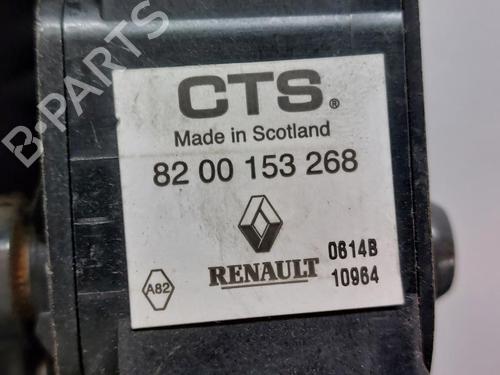 B-PARTS
CTS®
Made in Scotland
82 00 153 268
RENAULT
0614B
10964
A82